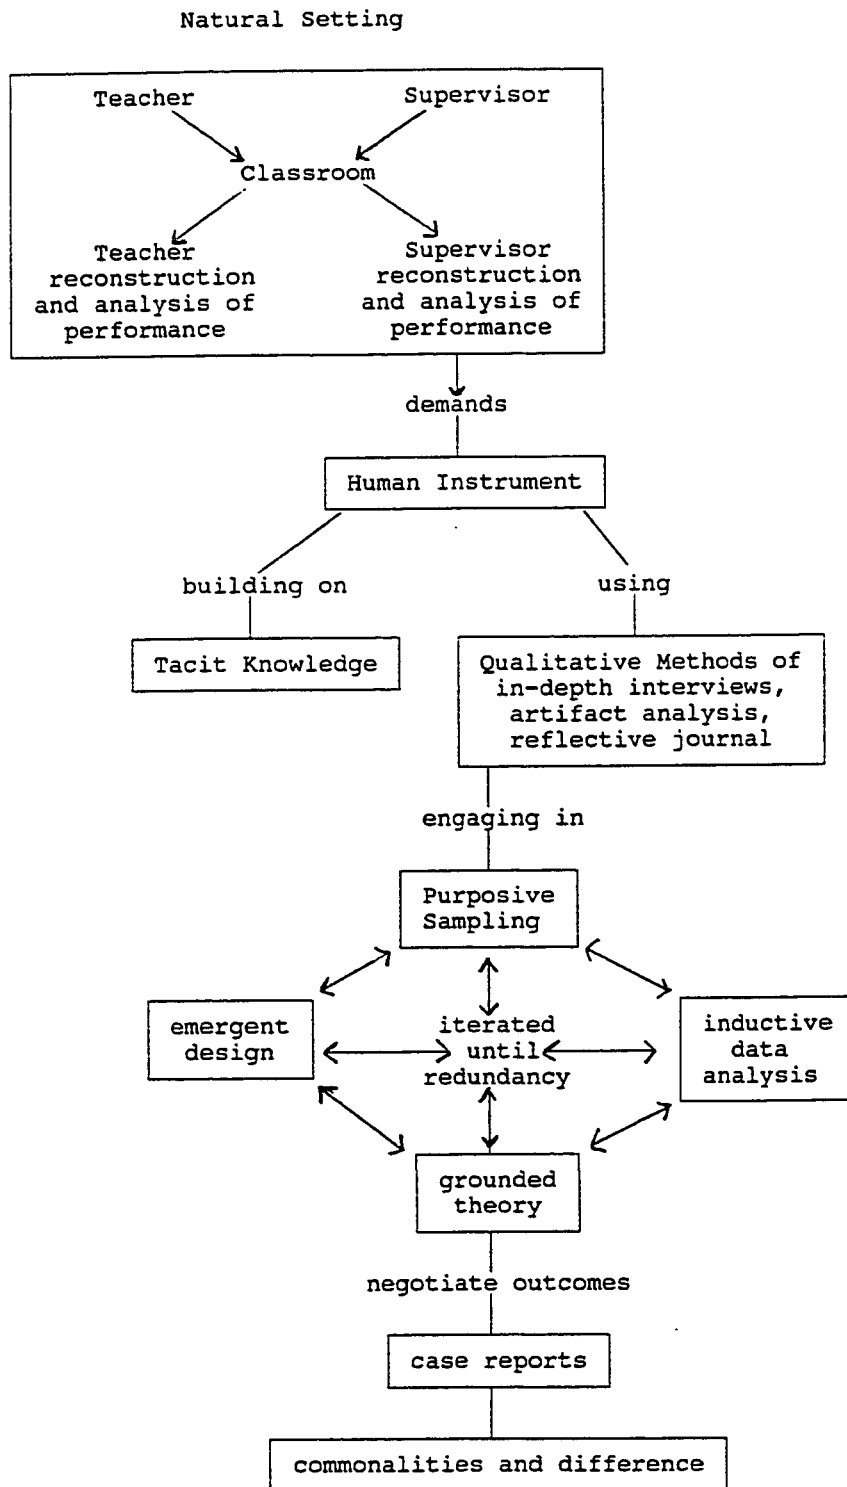 Natural Setting
Teacher
Supervisor
Classroom
Teacher
reconstruction
and analysis of
performance
Supervisor
reconstruction
and analysis of
performance
demands
Human Instrument
building on
using
Tacit Knowledge
Qualitative Methods of
in-depth interviews,
artifact analysis,
reflective journal
engaging in
Purposive
Sampling
emergent
design
iterated
until
redundancy
inductive
data
analysis
grounded
theory
negotiate outcomes
case reports
commonalities and difference